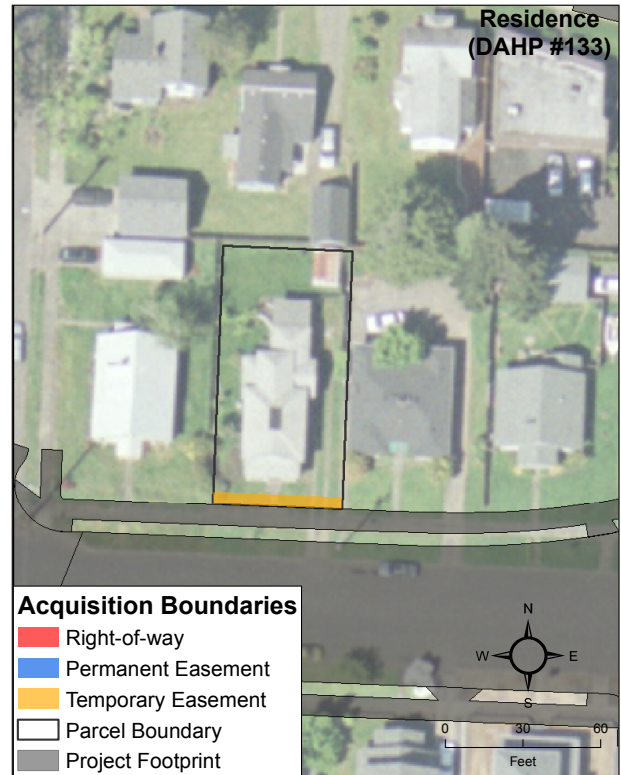 Residence
(DAHP #133)
Acquisition Boundaries
Right-of-way
Permanent Easement
Temporary Easement
Parcel Boundary
Project Footprint
N
W E
S
0 30 60
Feet